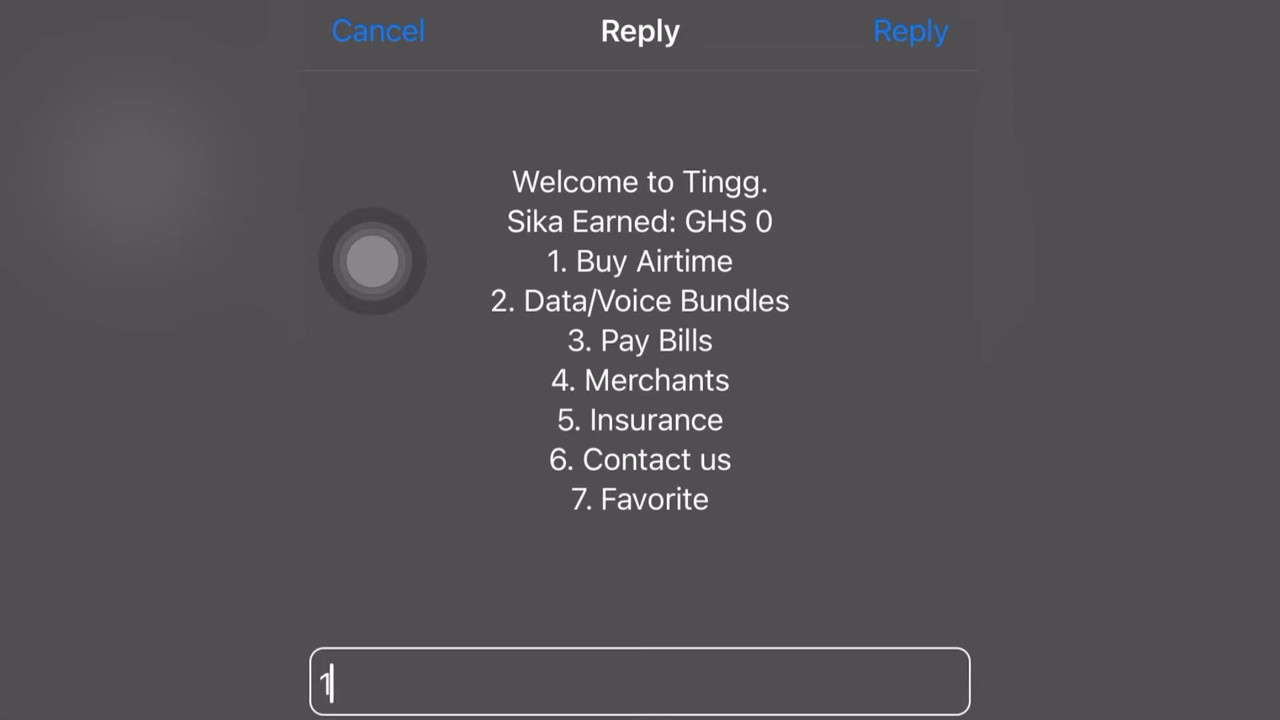 Cancel Reply Reply
Welcome to Tingg.
Sika Earned: GHS 0
1. Buy Airtime
2. Data/Voice Bundles
3. Pay Bills
4. Merchants
5. Insurance
6. Contact us
7. Favorite
1